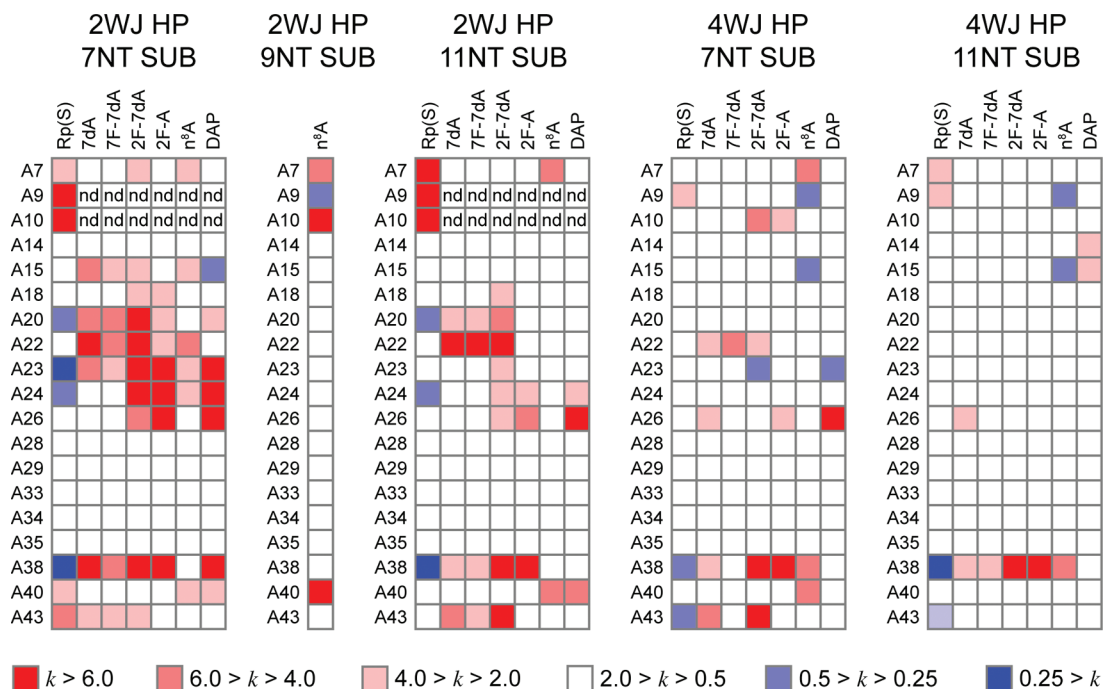 2WJ HP 2WJ HP 2WJ HP 4WJ HP 4WJ HP
7NT SUB 9NT SUB 11NT SUB 7NT SUB 11NT SUB
Rp(S) 7dA 7F-7dA 2F-7dA 2F-A n⁸A DAP n⁸A Rp(S) 7dA 7F-7dA 2F-7dA 2F-A n⁸A DAP Rp(S) 7dA 7F-7dA 2F-7dA 2F-A n⁸A DAP Rp(S) 7dA 7F-7dA 2F-7dA 2F-A n⁸A DAP
A7 A7 A7 A7 A7
A9 nd nd nd nd nd nd A9 A9 nd nd nd nd nd nd A9 A9
A10 nd nd nd nd nd nd A10 A10 nd nd nd nd nd nd A10 A10
A14 A14 A14 A14 A14
A15 A15 A15 A15 A15
A18 A18 A18 A18 A18
A20 A20 A20 A20 A20
A22 A22 A22 A22 A22
A23 A23 A23 A23 A23
A24 A24 A24 A24 A24
A26 A26 A26 A26 A26
A28 A28 A28 A28 A28
A29 A29 A29 A29 A29
A33 A33 A33 A33 A33
A34 A34 A34 A34 A34
A35 A35 A35 A35 A35
A38 A38 A38 A38 A38
A40 A40 A40 A40 A40
A43 A43 A43 A43 A43
k > 6.0 6.0 > k > 4.0 4.0 > k > 2.0 2.0 > k > 0.5 0.5 > k > 0.25 0.25 > k